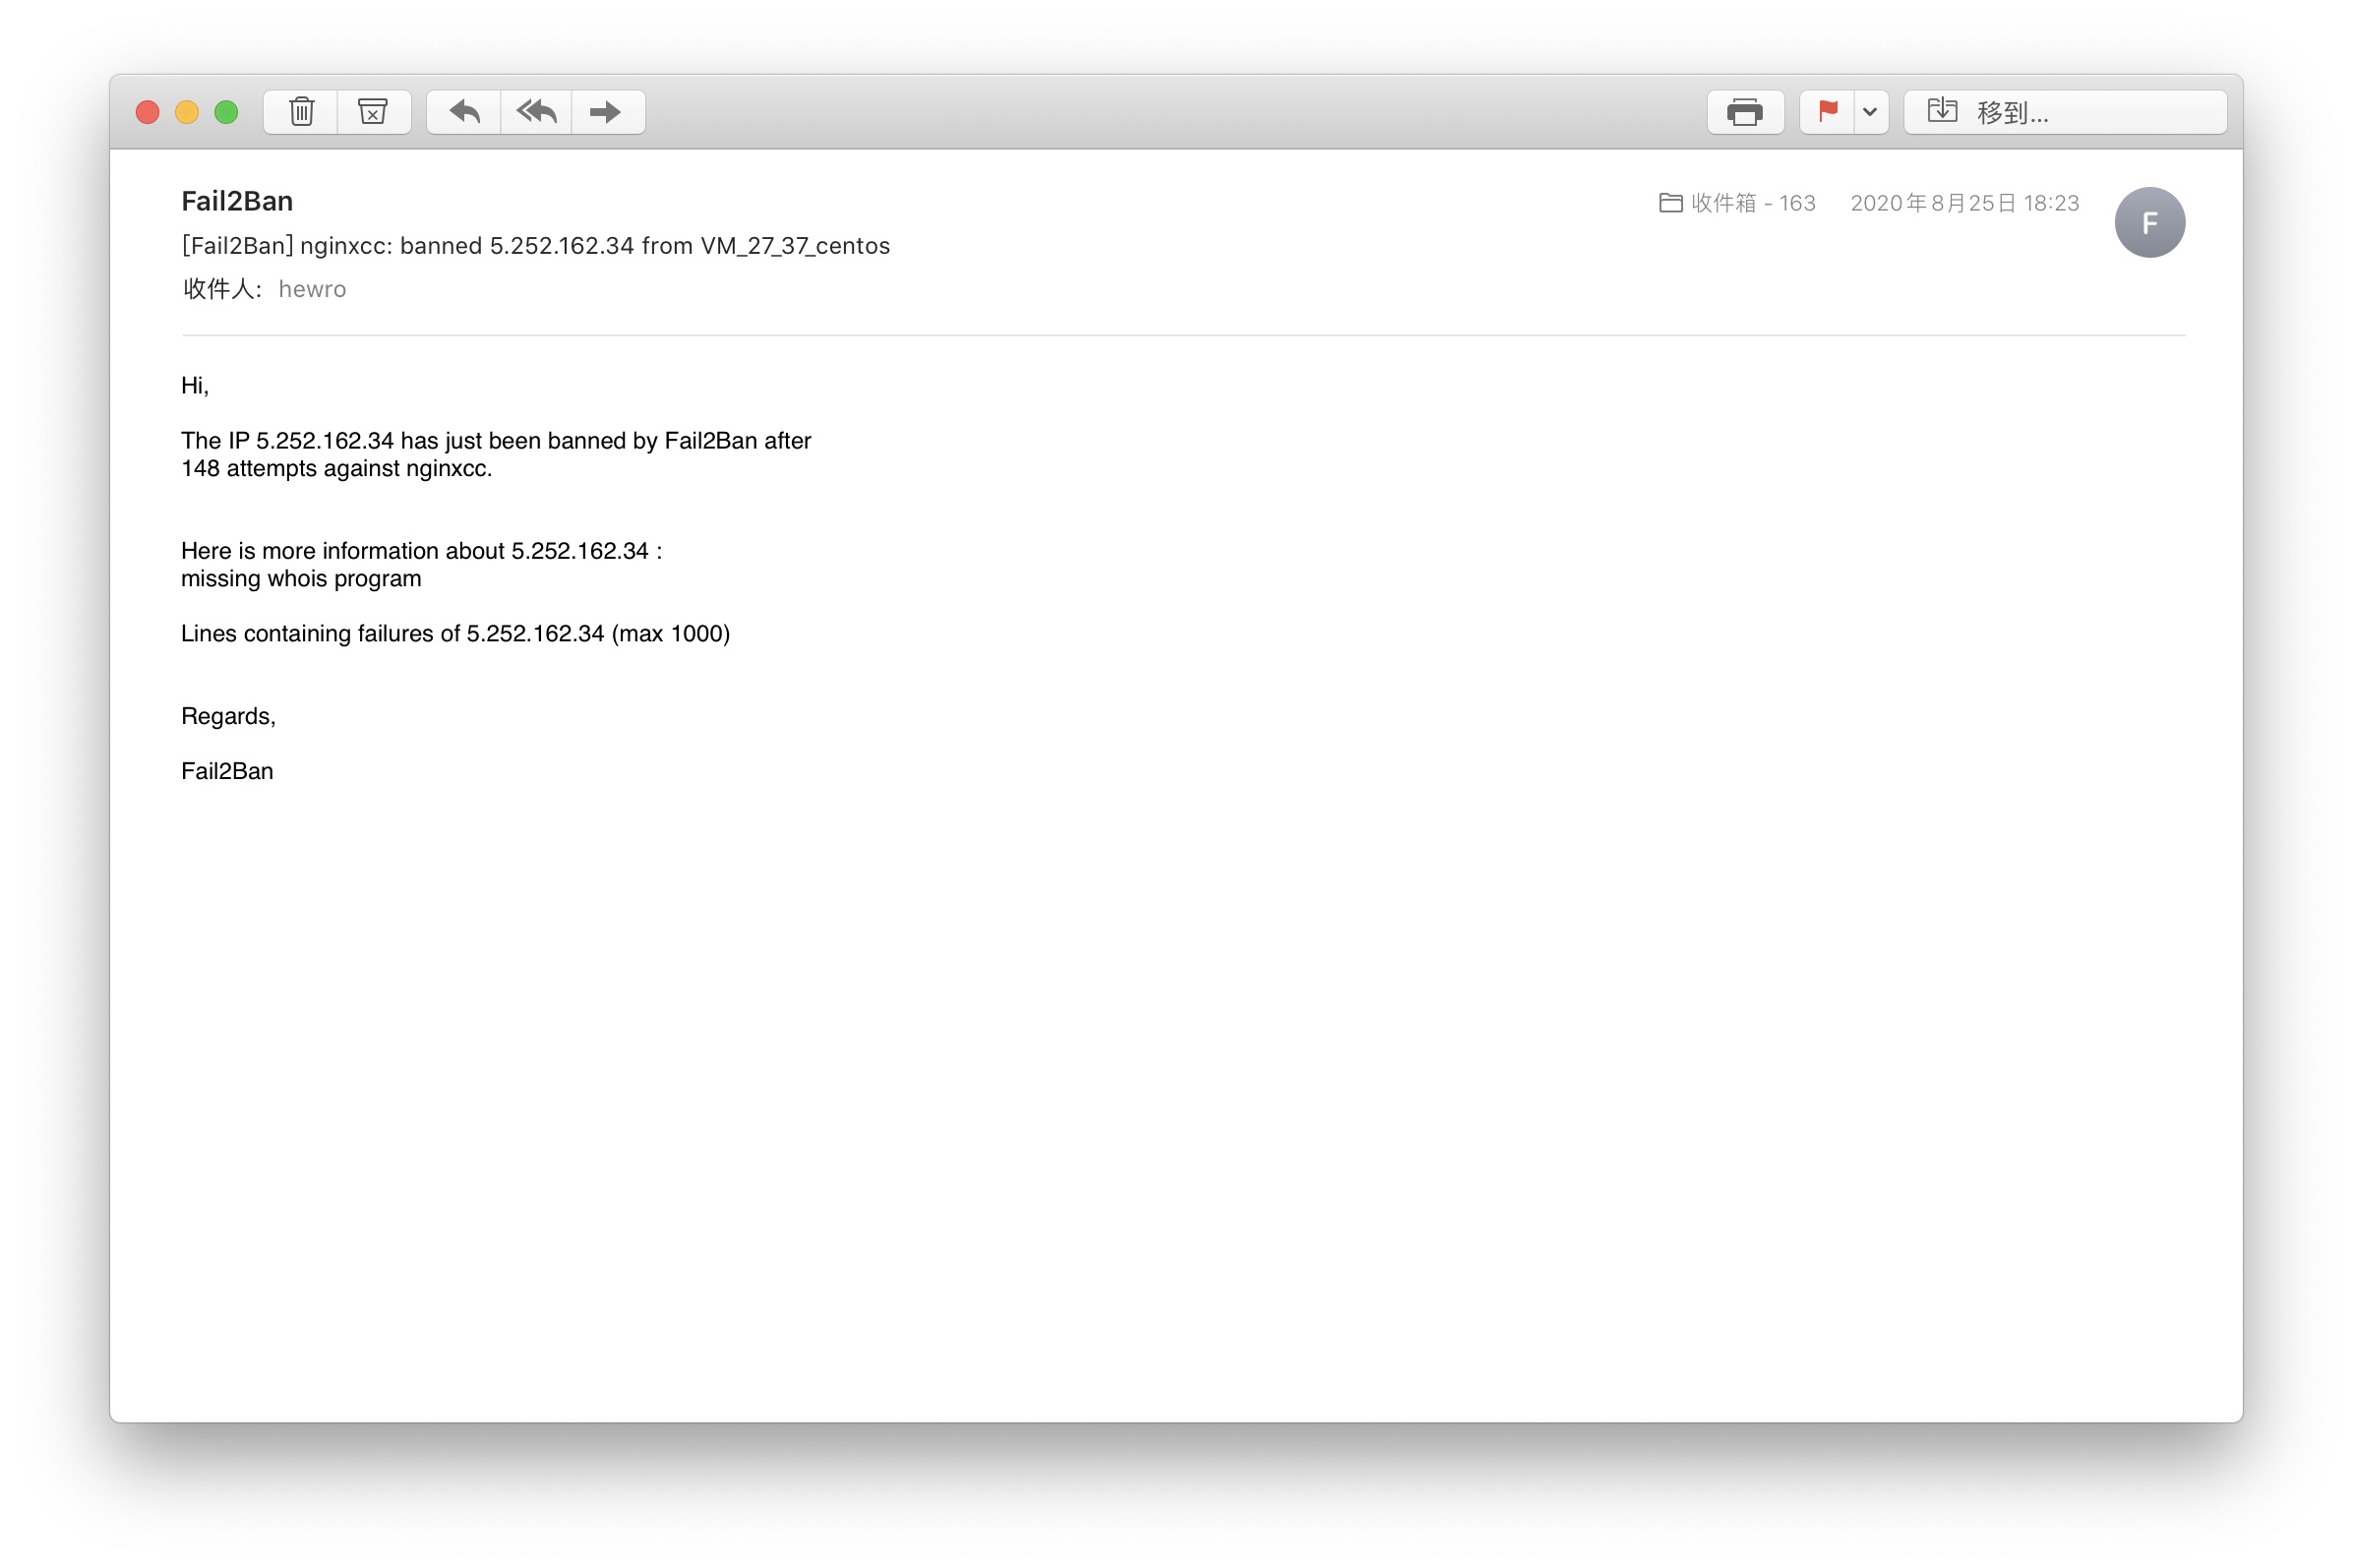 移到...
Fail2Ban
收件箱 - 163 2020年8月25日 18:23
F
[Fail2Ban] nginxcc: banned 5.252.162.34 from VM_27_37_centos
收件人: hewro
Hi,
The IP 5.252.162.34 has just been banned by Fail2Ban after
148 attempts against nginxcc.
Here is more information about 5.252.162.34 :
missing whois program
Lines containing failures of 5.252.162.34 (max 1000)
Regards,
Fail2Ban